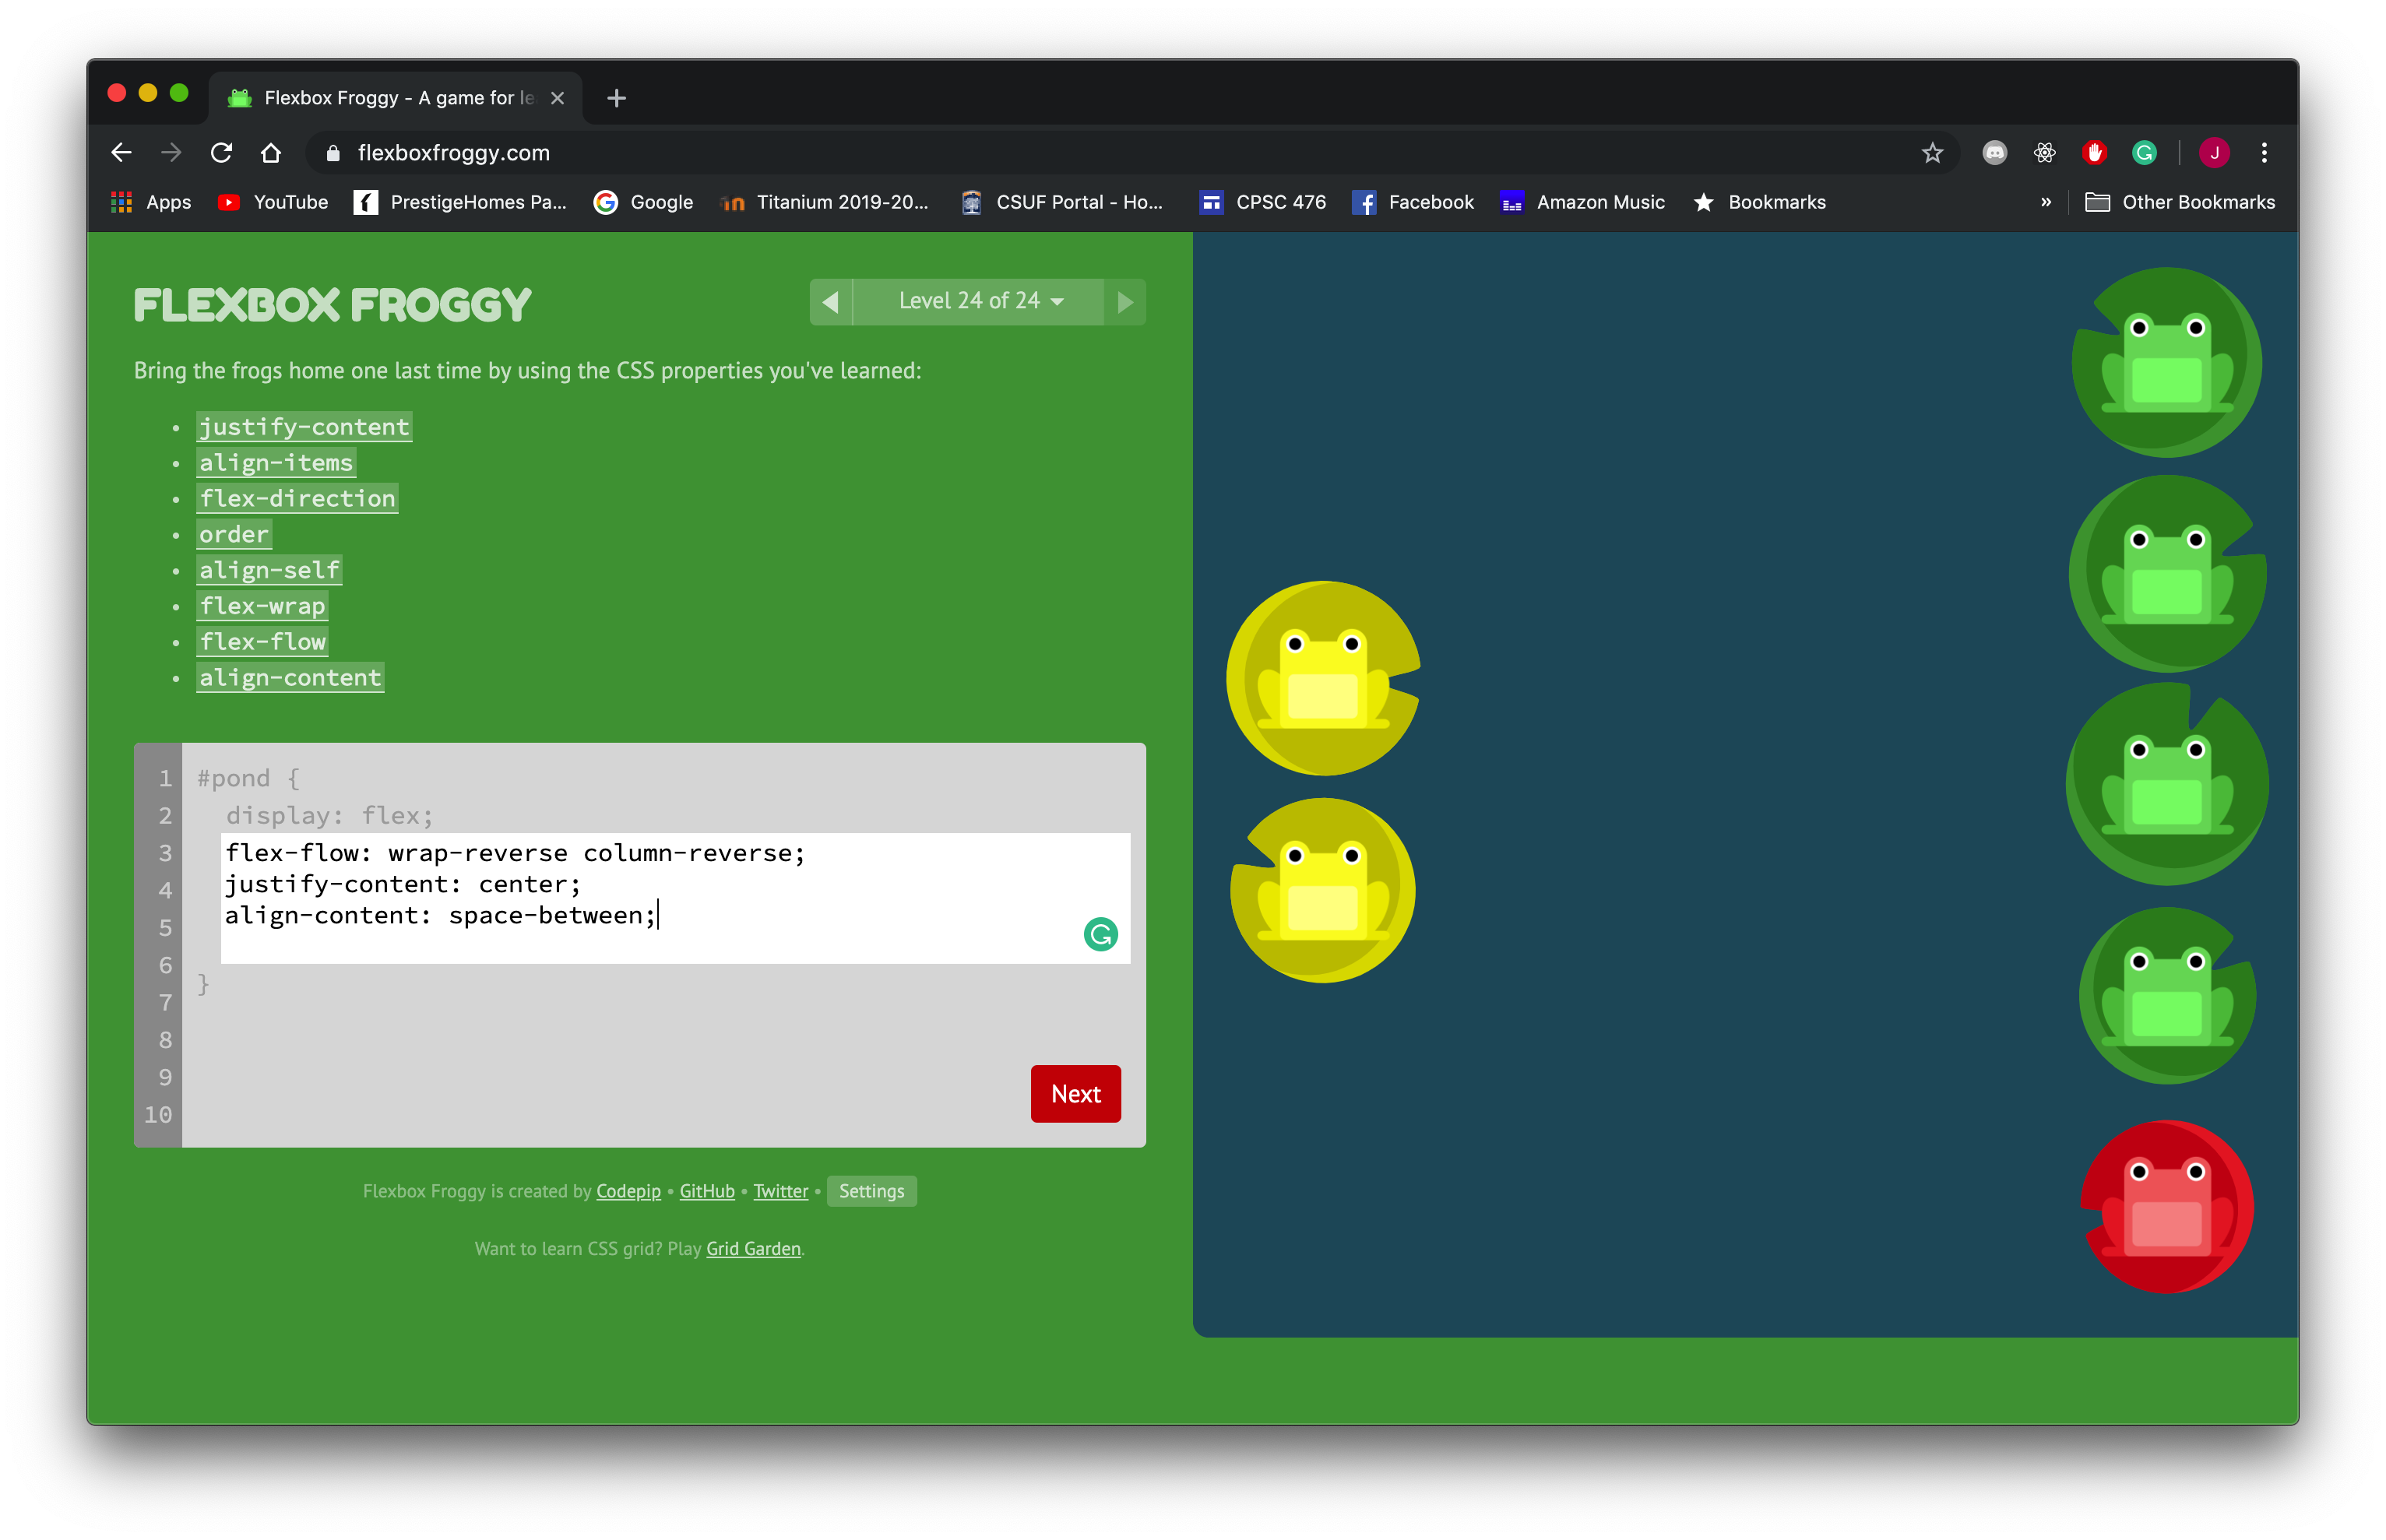 Flexbox Froggy - A game for le
flexboxfroggy.com
J
Apps YouTube PrestigeHomes Pa... Google Titanium 2019-20... CSUF Portal - Ho... CPSC 476 Facebook Amazon Music Bookmarks » Other Bookmarks
FLEXBOX FROGGY
Level 24 of 24
Bring the frogs home one last time by using the CSS properties you've learned:
• justify-content
• align-items
• flex-direction
• order
• align-self
• flex-wrap
• flex-flow
• align-content
1 #pond {
2 display: flex;
3 flex-flow: wrap-reverse column-reverse;
4 justify-content: center;
5 align-content: space-between;
6 }
7
8
9
10
Next
Flexbox Froggy is created by Codepip • GitHub • Twitter • Settings
Want to learn CSS grid? Play Grid Garden.